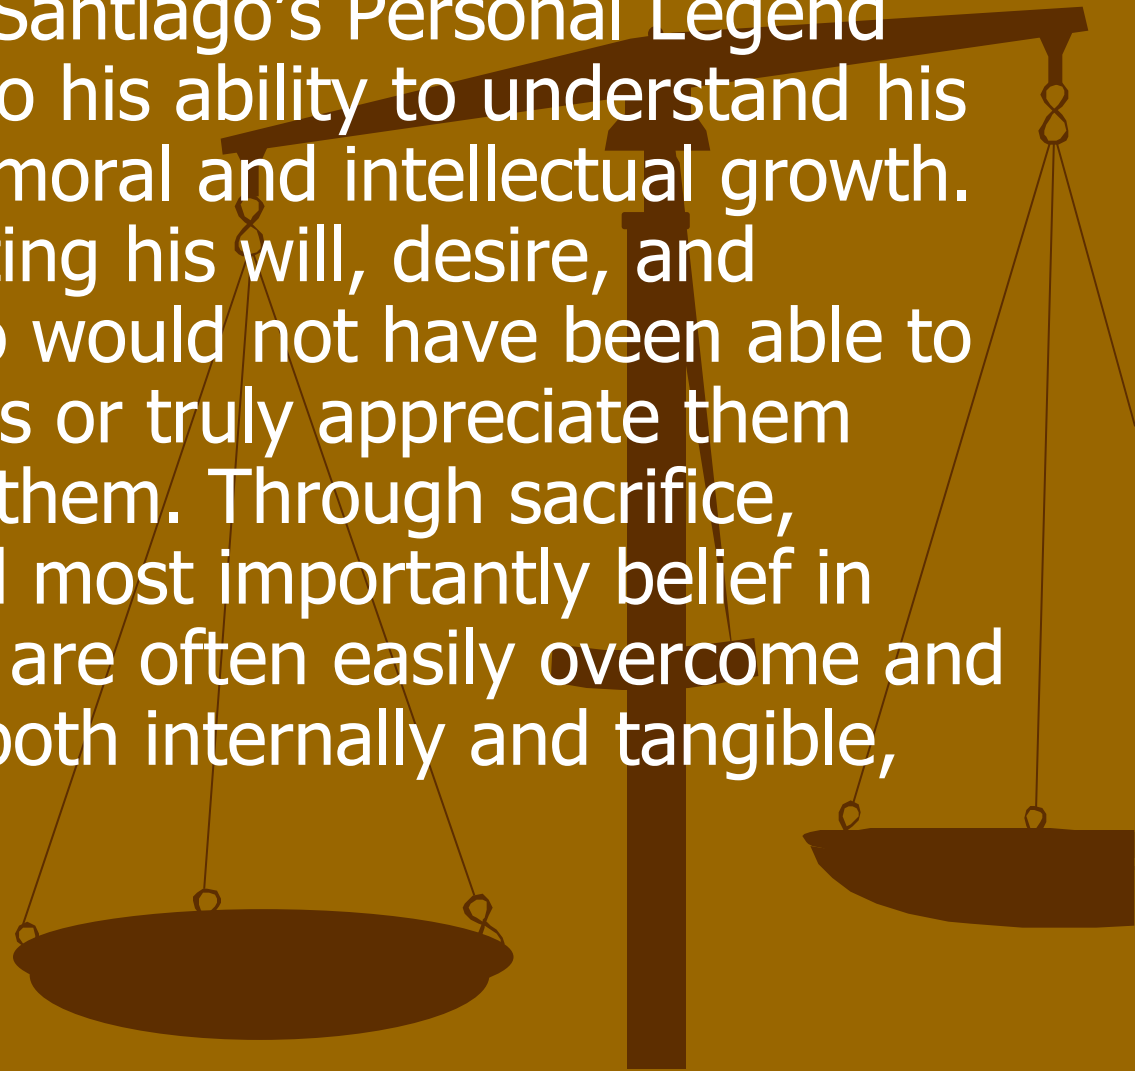 Santiago's Personal Legend
o his ability to understand his
moral and intellectual growth.
ting his will, desire, and
o would not have been able to
s or truly appreciate them
them. Through sacrifice,
most importantly belief in
are often easily overcome and
both internally and tangible,